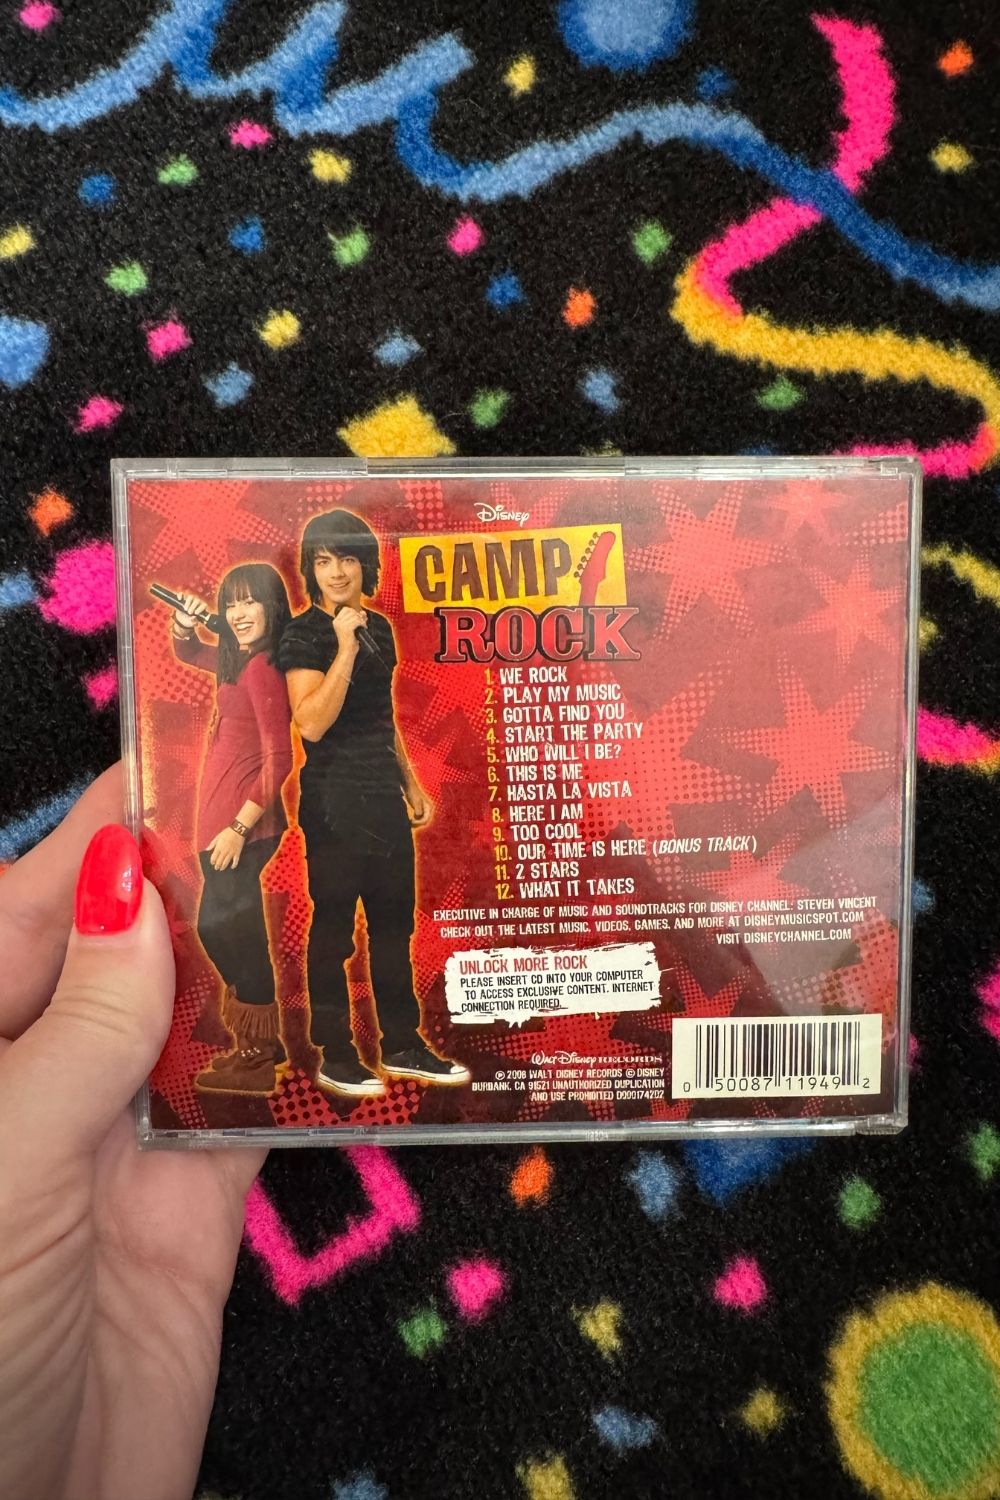 Disney
CAMP
ROCK
1. WE ROCK
2. PLAY MY MUSIC
3. GOTTA FIND YOU
4. START THE PARTY
5. WHO WILL I BE?
6. THIS IS ME
7. HASTA LA VISTA
8. HERE I AM
9. TOO COOL
10. OUR TIME IS HERE (BONUS TRACK)
11. 2 STARS
12. WHAT IT TAKES
EXECUTIVE IN CHARGE OF MUSIC AND SOUNDTRACKS FOR DISNEY CHANNEL: STEVEN VINCENT
CHECK OUT THE LATEST MUSIC, VIDEOS, GAMES, AND MORE AT DISNEYMUSICSPOT.COM
VISIT DISNEYCHANNEL.COM
UNLOCK MORE ROCK
PLEASE INSERT CD INTO YOUR COMPUTER
TO ACCESS EXCLUSIVE CONTENT. INTERNET
CONNECTION REQUIRED.
WALT DISNEY RECORDS
℗ 2008 WALT DISNEY RECORDS © DISNEY
BURBANK, CA 91521 UNAUTHORIZED DUPLICATION
AND USE PROHIBITED D000174202
0 50087 11949 2